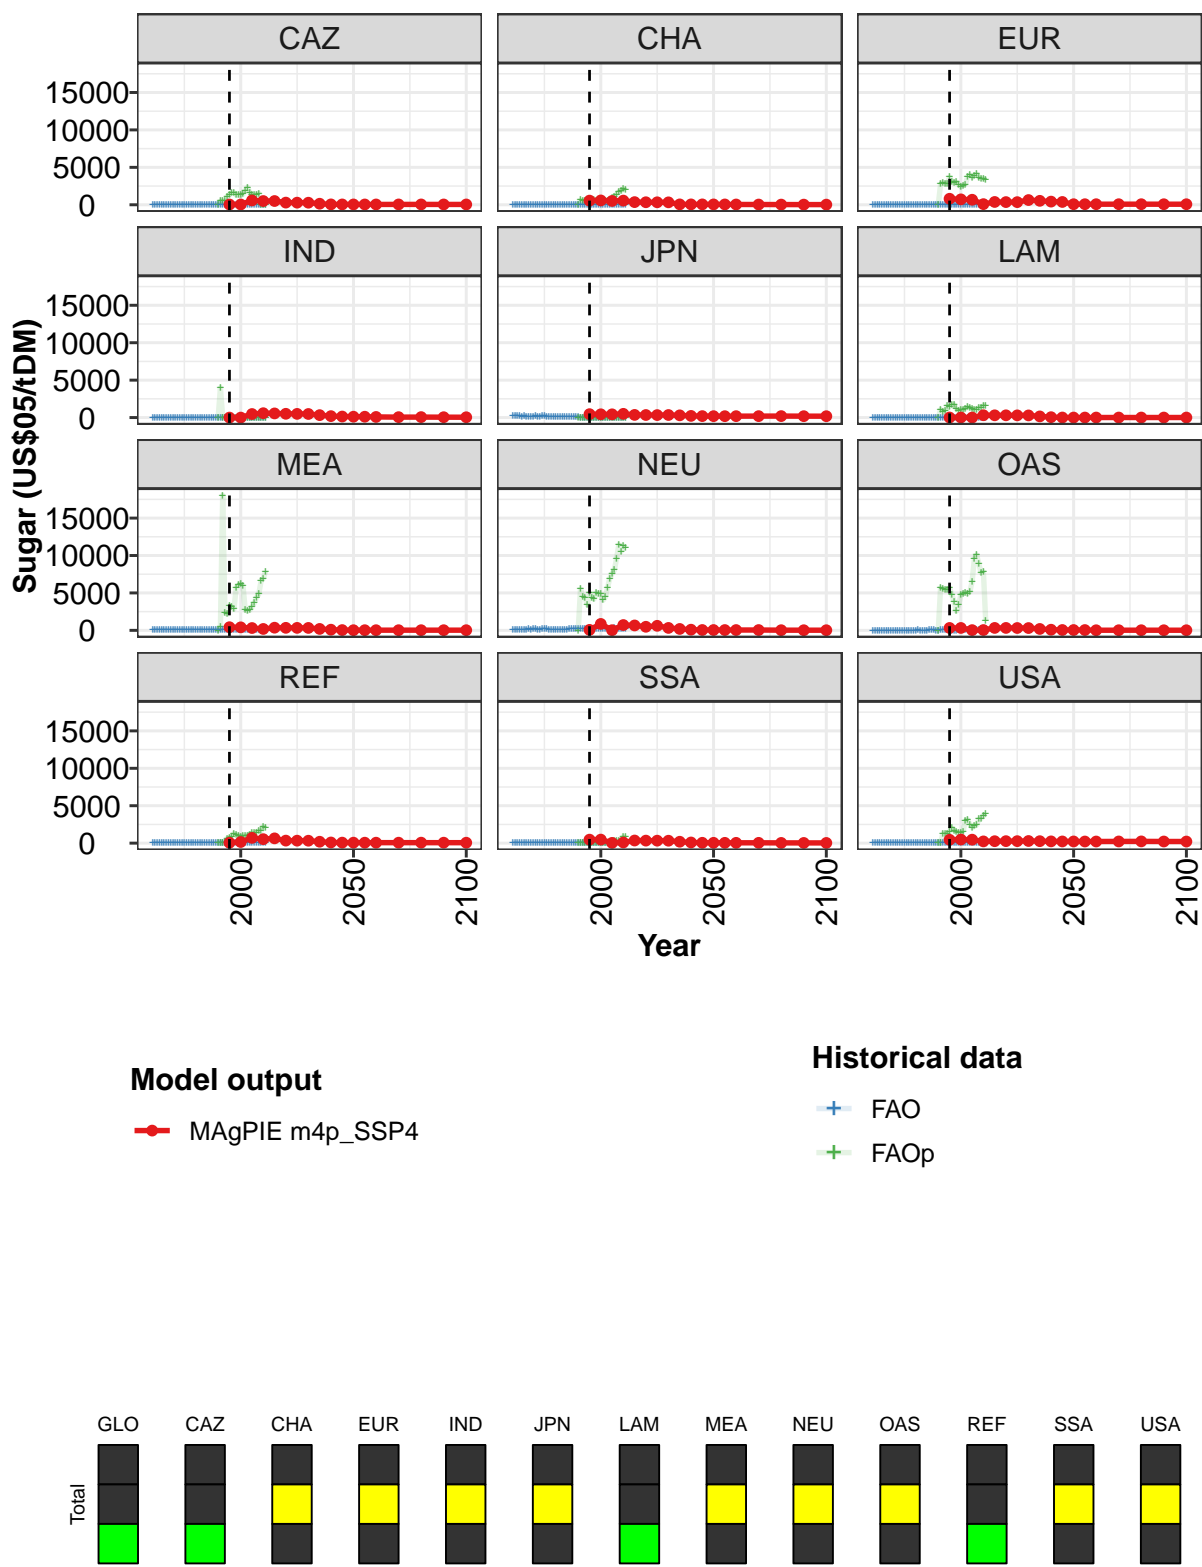 CAZ CHA EUR
15000
10000
5000
0
IND JPN LAM
15000
10000
5000
0
Sugar (US$05/tDM)
MEA NEU OAS
15000
10000
5000
0
REF SSA USA
15000
10000
5000
0
2000 2050 2100 2000 2050 2100 2000 2050 2100
Year
Model output
MAgPIE m4p_SSP4
Historical data
FAO
FAOp
GLO CAZ CHA EUR IND JPN LAM MEA NEU OAS REF SSA USA
Total